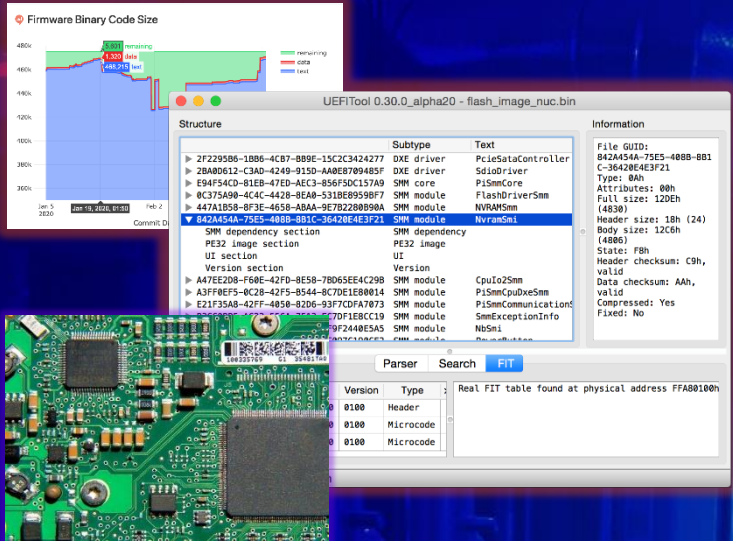 Firmware Binary Code Size
480k
460k
440k
420k
400k
380k
360k
5,631 remaining
1,320 data
468,215 text
remaining
data
text
Jan 5
2020
Jan 19, 2020, 01:50
Feb 2
Commit Da
UEFITool 0.30.0_alpha20 - flash_image_nuc.bin
Structure
Subtype Text
2F2295B6-1BB6-4CB7-BB9E-15C2C3424277 DXE driver PcieSataController
2BA0D612-C3AD-4249-915D-AA0E8709485F DXE driver SdioDriver
E94F54CD-81EB-47ED-AEC3-856F5DC157A9 SMM core PiSmmCore
0C375A90-4C4C-4428-8EA0-531BE8959BF7 SMM module FlashDriverSmm
447A1B58-8F3E-4658-ABAA-9E7B2280B90A SMM module NVRAMSmm
842A454A-75E5-408B-8B1C-36420E4E3F21 SMM module NvramSmi
SMM dependency section SMM dependency
PE32 image section PE32 image
UI section UI
Version section Version
A47EE2D8-F60E-42FD-8E58-7BD65EE4C29B SMM module CpuIo2Smm
A3FF0EF5-0C28-42F5-B544-8C7DE1E80014 SMM module PiSmmCpuDxeSmm
E21F35A8-42FF-4050-82D6-93F7CDFA7073 SMM module PiSmmCommunicationS
7DF1E8CC19 SMM module SmmExceptionInfo
F9F2440E5A5 SMM module NbSmi
Information
File GUID:
842A454A-75E5-408B-8B1
C-36420E4E3F21
Type: 0Ah
Attributes: 00h
Full size: 12DEh
(4830)
Header size: 18h (24)
Body size: 12C6h
(4806)
State: F8h
Header checksum: C9h,
valid
Data checksum: AAh,
valid
Compressed: Yes
Fixed: No
Parser Search FIT
Version Type
0100 Header
0100 Microcode
0100 Microcode
Real FIT table found at physical address FFA80100h
100335769 G1 35481TA0